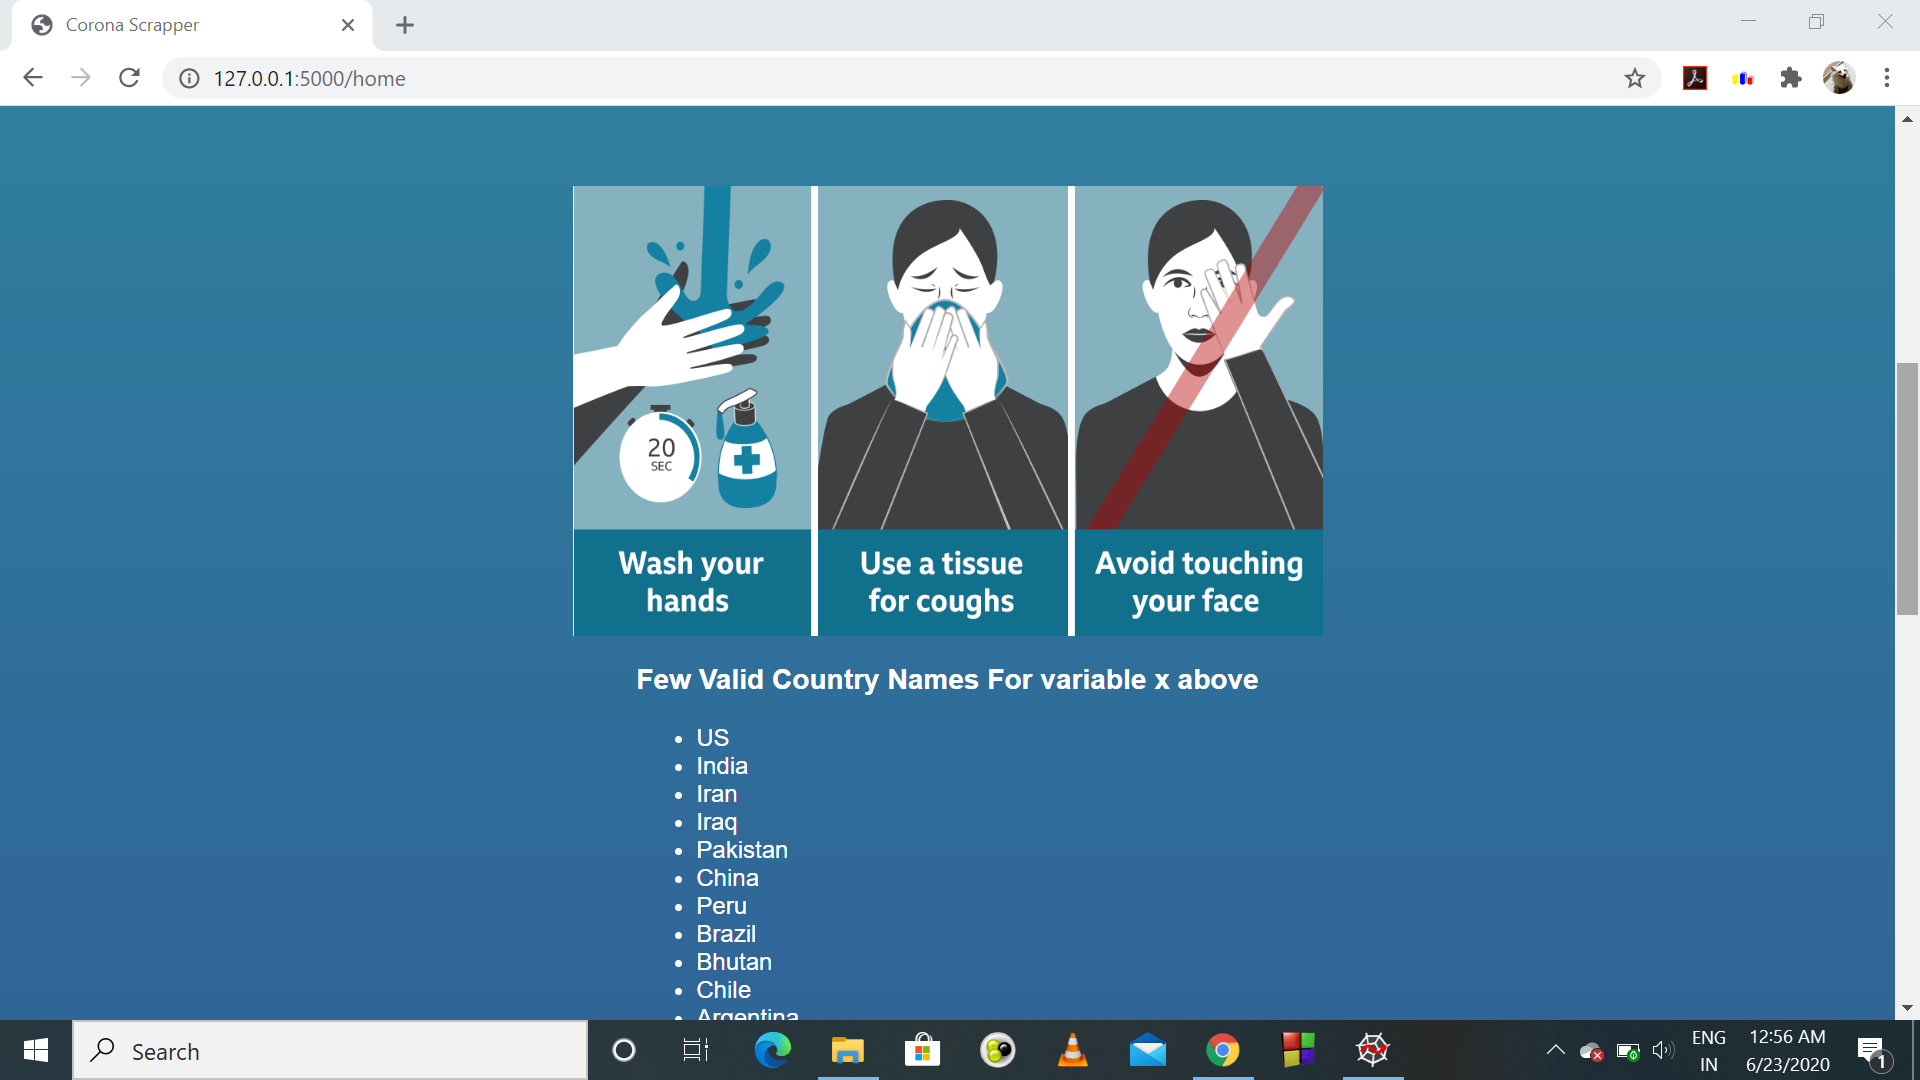 Corona Scrapper
127.0.0.1:5000/home
20
SEC
Wash your
hands
Use a tissue
for coughs
Avoid touching
your face
Few Valid Country Names For variable x above
US
India
Iran
Iraq
Pakistan
China
Peru
Brazil
Bhutan
Chile
Argentina
Search
ENG
IN
12:56 AM
6/23/2020
1